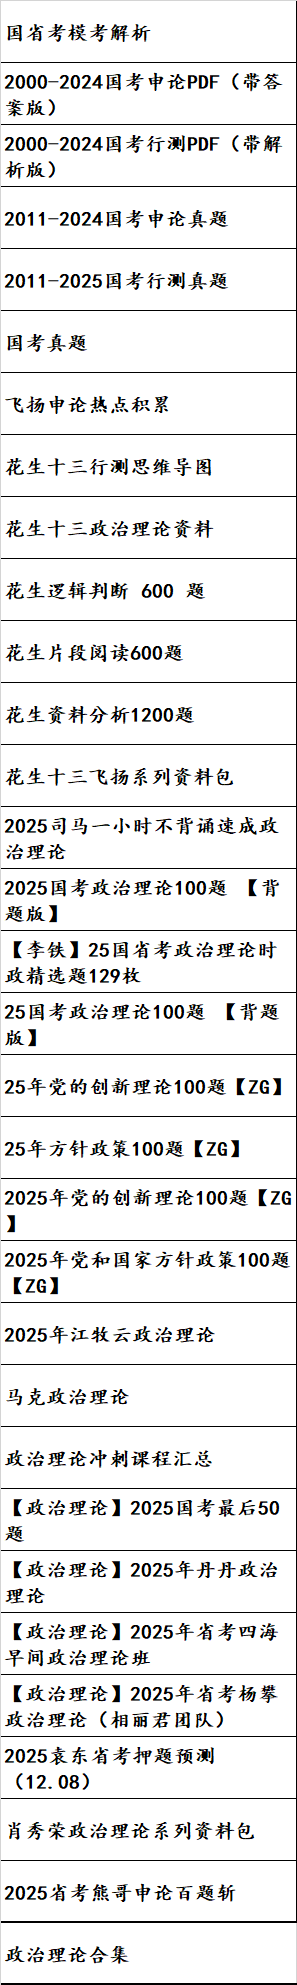 国省考模考解析
2000-2024国考申论PDF（带答
案版）
2000-2024国考行测PDF（带解
析版）
2011-2024国考申论真题
2011-2025国考行测真题
国考真题
飞扬申论热点积累
花生十三行测思维导图
花生十三政治理论资料
花生逻辑判断 600 题
花生片段阅读600题
花生资料分析1200题
花生十三飞扬系列资料包
2025司马一小时不背诵速成政
治理论
2025国考政治理论100题 【背
题版】
【李铁】25国省考政治理论时
政精选题129枚
25国考政治理论100题 【背题
版】
25年党的创新理论100题【ZG】
25年方针政策100题【ZG】
2025年党的创新理论100题【ZG
】
2025年党和国家方针政策100题
【ZG】
2025年江牧云政治理论
马克政治理论
政治理论冲刺课程汇总
【政治理论】2025国考最后50
题
【政治理论】2025年丹丹政治
理论
【政治理论】2025年省考四海
早间政治理论班
【政治理论】2025年省考杨攀
政治理论（相丽君团队）
2025袁东省考押题预测
（12.08）
肖秀荣政治理论系列资料包
2025省考熊哥申论百题斩
政治理论合集